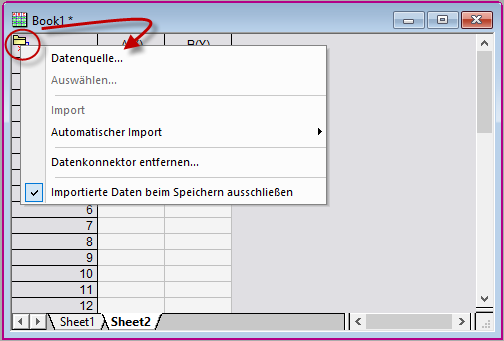 Book1 *
B(Y)
Datenquelle...
Auswählen...
Import
Automatischer Import
Datenkonnektor entfernen...
Importierte Daten beim Speichern ausschließen
6
7
8
9
10
11
12
Sheet1
Sheet2